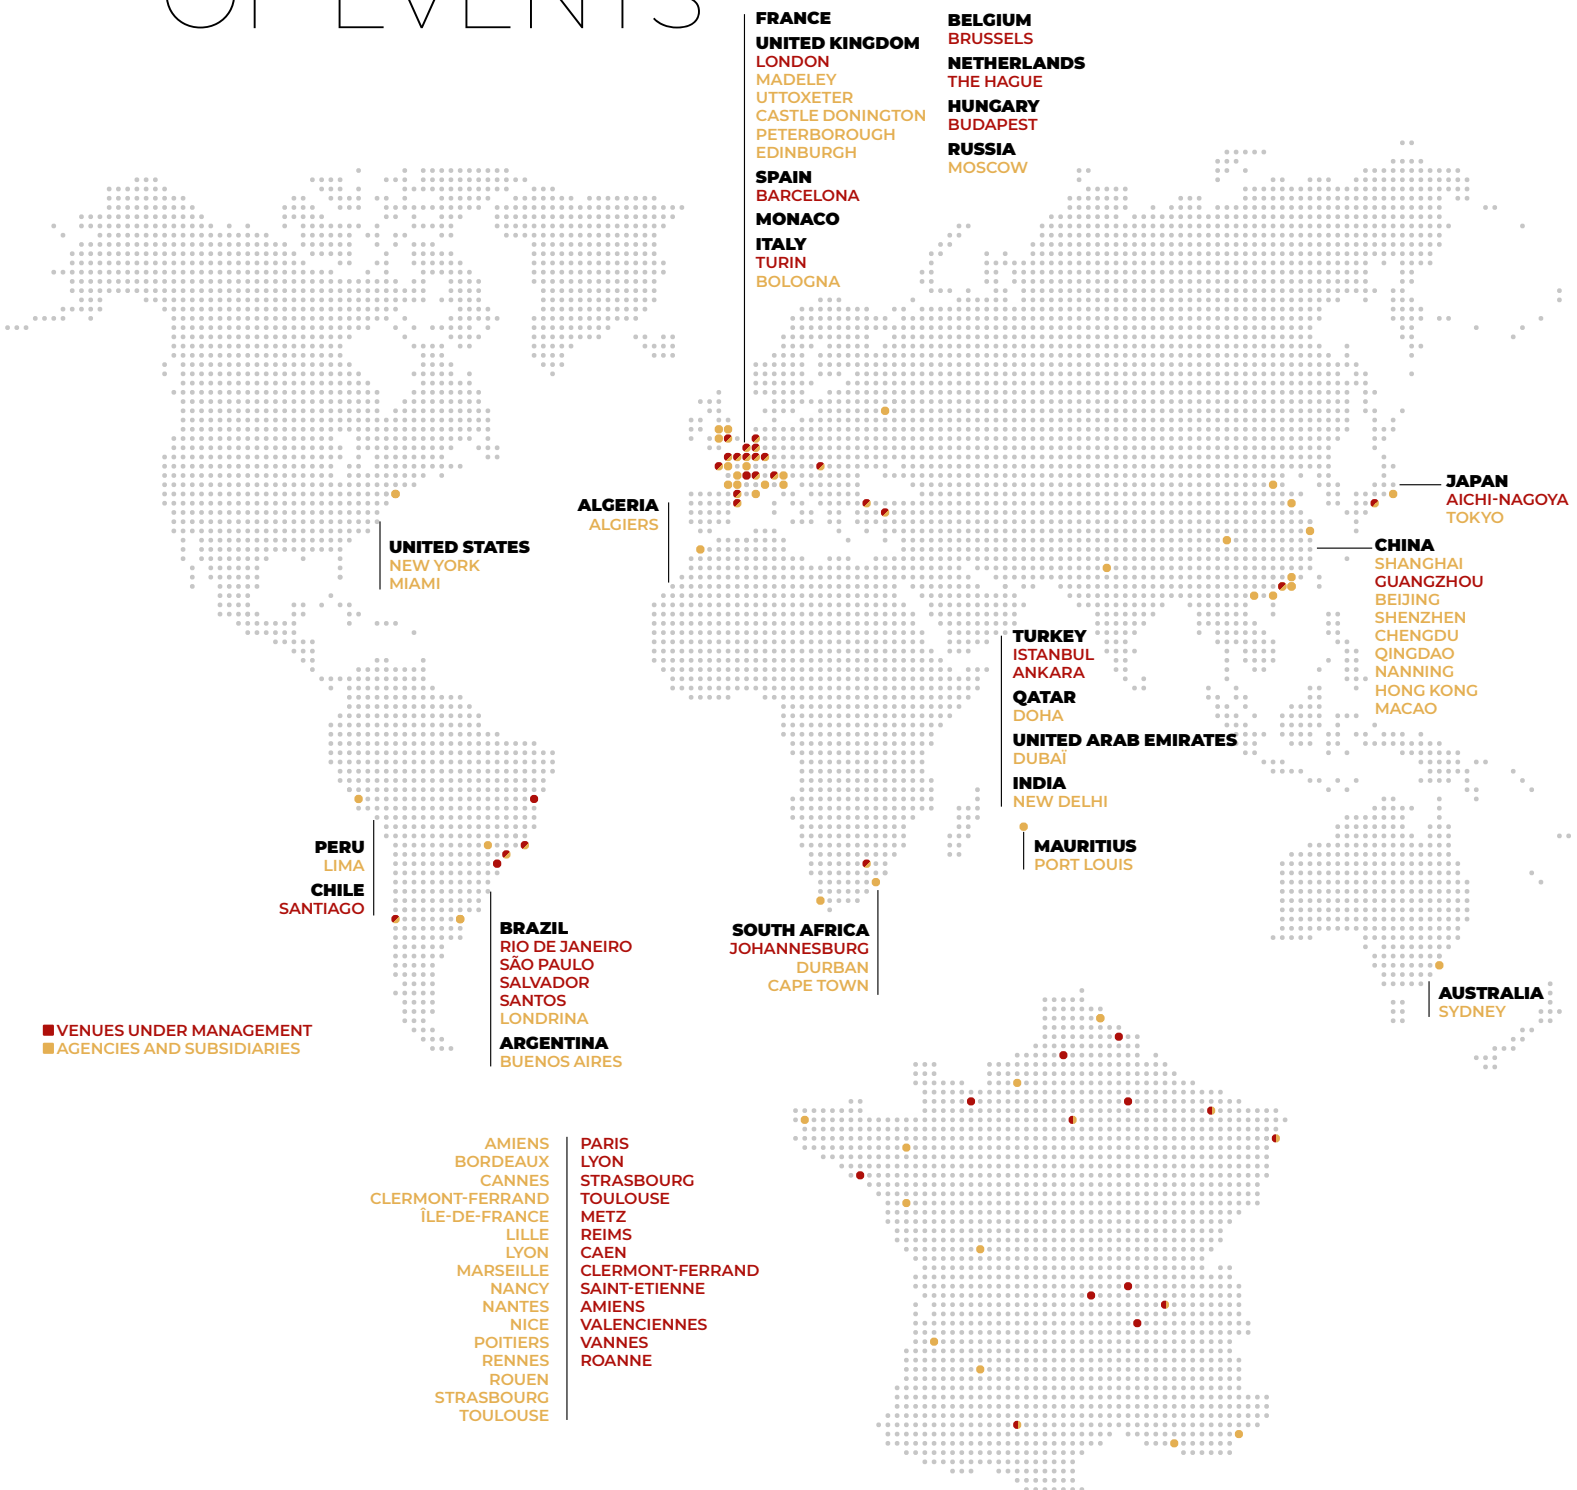 OF EVENTS
FRANCE
UNITED KINGDOM
LONDON
MADELEY
UTTOXETER
CASTLE DONINGTON
PETERBOROUGH
EDINBURGH
SPAIN
BARCELONA
MONACO
ITALY
TURIN
BOLOGNA
BELGIUM
BRUSSELS
NETHERLANDS
THE HAGUE
HUNGARY
BUDAPEST
RUSSIA
MOSCOW
JAPAN
AICHI-NAGOYA
TOKYO
CHINA
SHANGHAI
GUANGZHOU
BEIJING
SHENZHEN
CHENGDU
QINGDAO
NANNING
HONG KONG
MACAO
ALGERIA
ALGIERS
UNITED STATES
NEW YORK
MIAMI
TURKEY
ISTANBUL
ANKARA
QATAR
DOHA
UNITED ARAB EMIRATES
DUBAÏ
INDIA
NEW DELHI
MAURITIUS
PORT LOUIS
PERU
LIMA
CHILE
SANTIAGO
BRAZIL
RIO DE JANEIRO
SÃO PAULO
SALVADOR
SANTOS
LONDRINA
ARGENTINA
BUENOS AIRES
SOUTH AFRICA
JOHANNESBURG
DURBAN
CAPE TOWN
AUSTRALIA
SYDNEY
VENUES UNDER MANAGEMENT
AGENCIES AND SUBSIDIARIES
AMIENS
BORDEAUX
CANNES
CLERMONT-FERRAND
ÎLE-DE-FRANCE
LILLE
LYON
MARSEILLE
NANCY
NANTES
NICE
POITIERS
RENNES
ROUEN
STRASBOURG
TOULOUSE
PARIS
LYON
STRASBOURG
TOULOUSE
METZ
REIMS
CAEN
CLERMONT-FERRAND
SAINT-ETIENNE
AMIENS
VALENCIENNES
VANNES
ROANNE